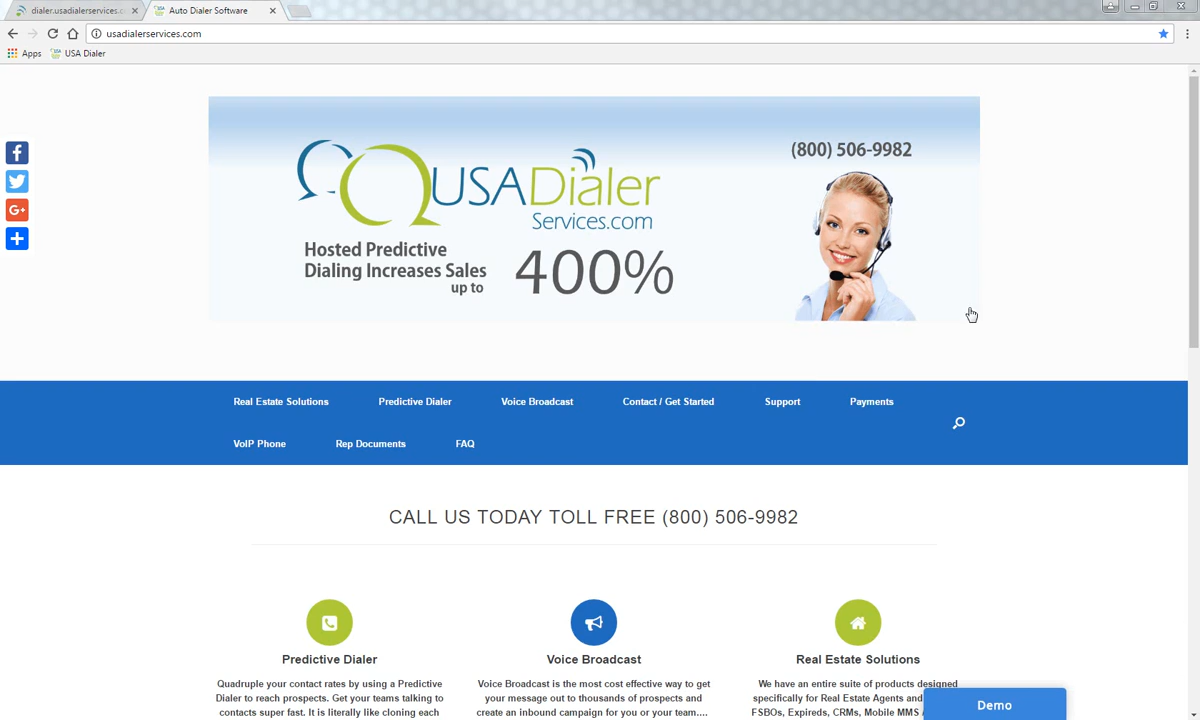 dialer.usadialerservices.c
Auto Dialer Software
usadialerservices.com
Apps
USA Dialer
(800) 506-9982
USADialer
Services.com
Hosted Predictive
Dialing Increases Sales
up to
400%
Real Estate Solutions
Predictive Dialer
Voice Broadcast
Contact / Get Started
Support
Payments
VoIP Phone
Rep Documents
FAQ
CALL US TODAY TOLL FREE (800) 506-9982
Predictive Dialer
Quadruple your contact rates by using a Predictive
Dialer to reach prospects. Get your teams talking to
contacts super fast. It is literally like cloning each
Voice Broadcast
Voice Broadcast is the most cost effective way to get
your message out to thousands of prospects and
create an inbound campaign for you or your team....
Real Estate Solutions
We have an entire suite of products designed
specifically for Real Estate Agents and
FSBOs, Expireds, CRMs, Mobile MMS
Demo